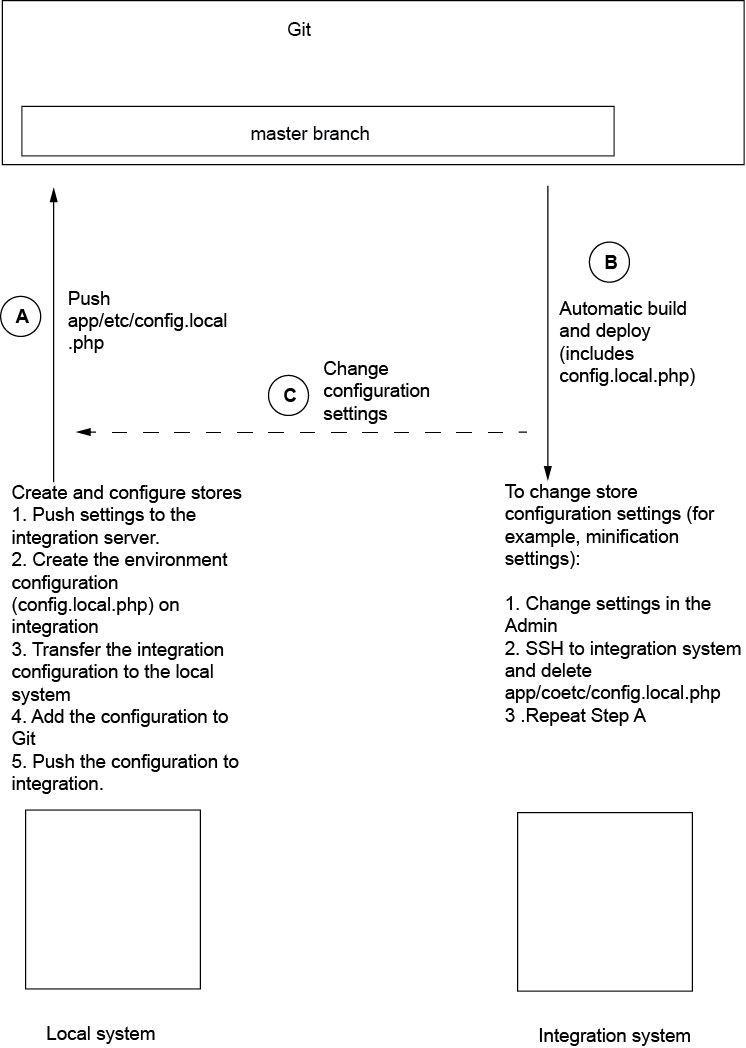 Git
master branch
A
Push
app/etc/config.local
.php
B
Automatic build
and deploy
(includes
config.local.php)
C
Change
configuration
settings
Create and configure stores
1. Push settings to the
integration server.
2. Create the environment
configuration
(config.local.php) on
integration
3. Transfer the integration
configuration to the local
system
4. Add the configuration to
Git
5. Push the configuration to
integration.
To change store
configuration settings (for
example, minification
settings):
1. Change settings in the
Admin
2. SSH to integration system
and delete
app/coetc/config.local.php
3 .Repeat Step A
Local system
Integration system